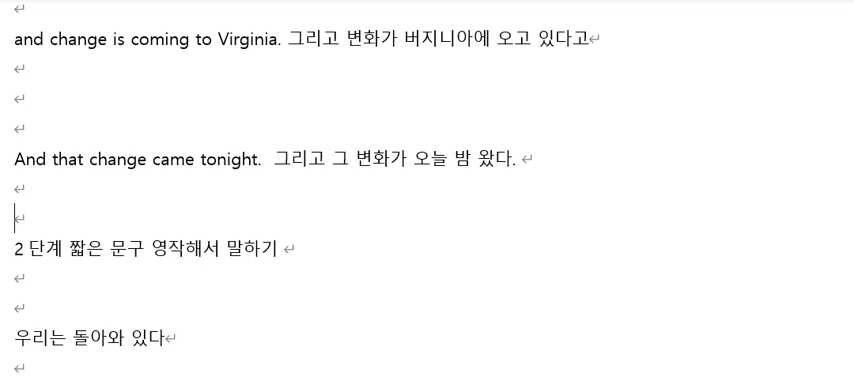 and change is coming to Virginia. 그리고 변화가 버지니아에 오고 있다고
And that change came tonight.  그리고 그 변화가 오늘 밤 왔다.
2 단계 짧은 문구 영작해서 말하기
우리는 돌아와 있다